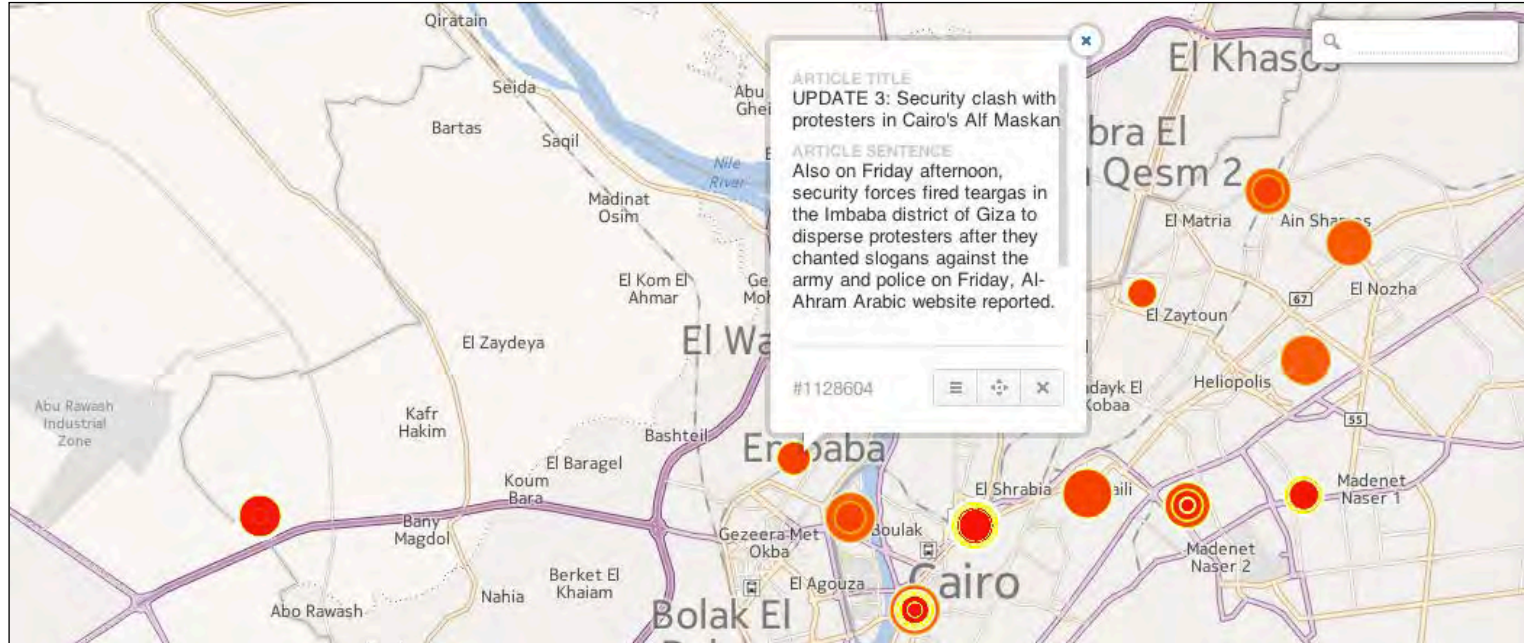 Qiratain
El Khasos
Seida
Abu
Bartas
Saqil
Nile
River
Madinat
Osim
ARTICLE TITLE
UPDATE 3: Security clash with
protesters in Cairo's Alf Maskan
ARTICLE SENTENCE
Also on Friday afternoon,
security forces fired teargas in
the Imbaba district of Giza to
disperse protesters after they
chanted slogans against the
army and police on Friday, Al-
Ahram Arabic website reported.
#1128604
bra El
Qesm 2
El Matria
Ain Shams
El Kom El
Ahmar
El Nozha
67
El Zaytoun
El Wa
El Zaydeya
Heliopolis
adayk El
Kobaa
Abu Rawash
Industrial
Zone
Kafr
Hakim
55
Bashteil
Embaba
El Baragel
Koum
Bara
El Shrabia
aili
Madenet
Naser 1
Bany
Magdol
Gezeera Met
Okba
Boulak
Madenet
Naser 2
Berket El
Khaiam
El Agouza
Cairo
Nahia
Abo Rawash
Bolak El